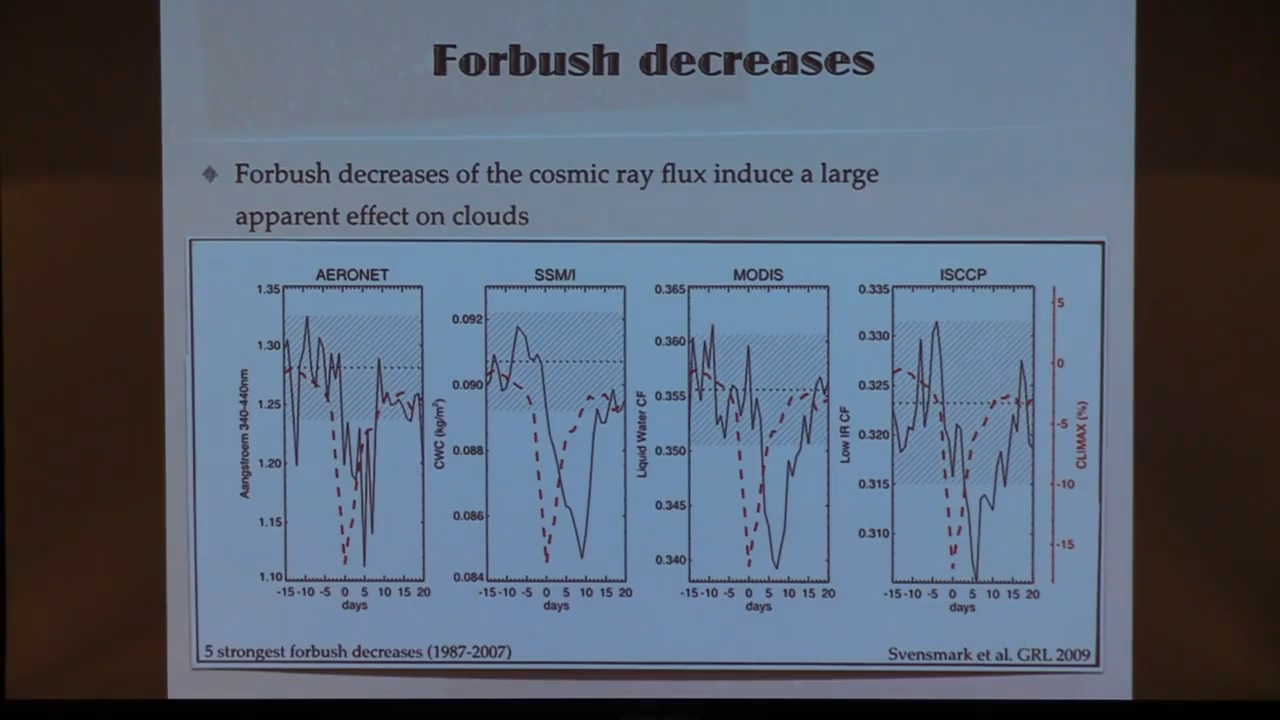 Forbush decreases
Forbush decreases of the cosmic ray flux induce a large
apparent effect on clouds
AERONET
SSM/I
MODIS
ISCCP
1.35
1.30
1.25
1.20
1.15
1.10
Aangstroem 340-440nm
-15 -10 -5 0 5 10 15 20
days
0.092
0.090
0.088
0.086
0.084
CWC (kg/m²)
-15 -10 -5 0 5 10 15 20
days
0.365
0.360
0.355
0.350
0.345
0.340
Liquid Water CF
-15 -10 -5 0 5 10 15 20
days
0.335
0.330
0.325
0.320
0.315
0.310
Low IR CF
-15 -10 -5 0 5 10 15 20
days
5
0
-5
-10
-15
CLIMAX (%)
5 strongest forbush decreases (1987-2007)
Svensmark et al. GRL 2009